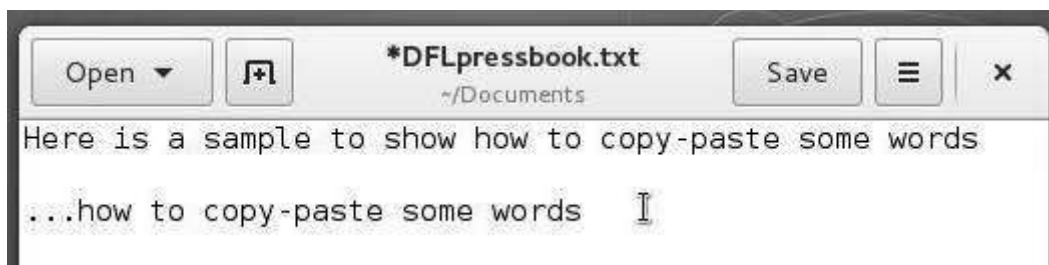 Open
*DFLpressbook.txt
~/Documents
Save
Here is a sample to show how to copy-paste some words
...how to copy-paste some words